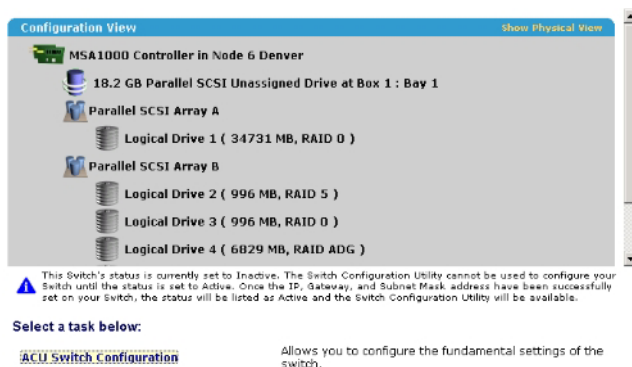 Configuration View Show Physical View
MSA1000 Controller in Node 6 Denver
18.2 GB Parallel SCSI Unassigned Drive at Box 1 : Bay 1
Parallel SCSI Array A
Logical Drive 1 ( 34731 MB, RAID 0 )
Parallel SCSI Array B
Logical Drive 2 ( 996 MB, RAID 5 )
Logical Drive 3 ( 996 MB, RAID 0 )
Logical Drive 4 ( 6829 MB, RAID ADG )
This Switch's status is currently set to Inactive. The Switch Configuration Utility cannot be used to configure your
Switch until the status is set to Active. Once the IP, Gateway, and Subnet Mask address have been successfully
set on your Switch, the status will be listed as Active and the Switch Configuration Utility will be available.
Select a task below:
ACU Switch Configuration
Allows you to configure the fundamental settings of the
switch.